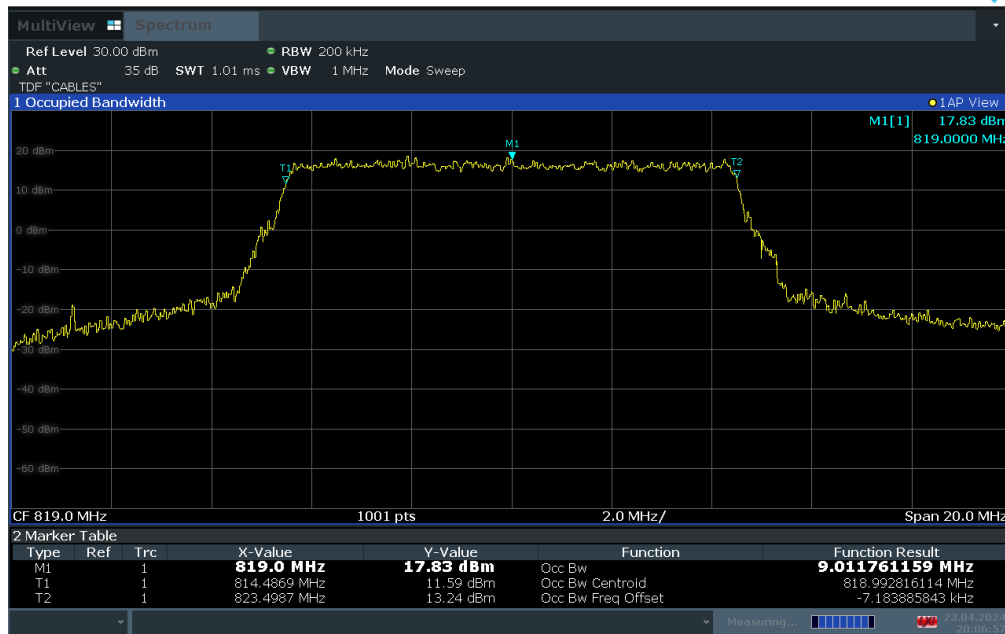 MultiView Spectrum
Ref Level 30.00 dBm RBW 200 kHz
Att 35 dB SWT 1.01 ms VBW 1 MHz Mode Sweep
TDF "CABLES"
1 Occupied Bandwidth 1AP View
M1[1] 17.83 dBm
819.0000 MHz
M1
20 dBm
T1
T2
10 dBm
0 dBm
-10 dBm
-20 dBm
-30 dBm
-40 dBm
-50 dBm
-60 dBm
CF 819.0 MHz 1001 pts 2.0 MHz/ Span 20.0 MHz
2 Marker Table
Type Ref Trc X-Value Y-Value Function Function Result
M1 1 819.0 MHz 17.83 dBm Occ Bw 9.011761159 MHz
T1 1 814.4869 MHz 11.59 dBm Occ Bw Centroid 818.992816114 MHz
T2 1 823.4987 MHz 13.24 dBm Occ Bw Freq Offset -7.183885843 kHz
Measuring... 23.04.2024
20:06:57